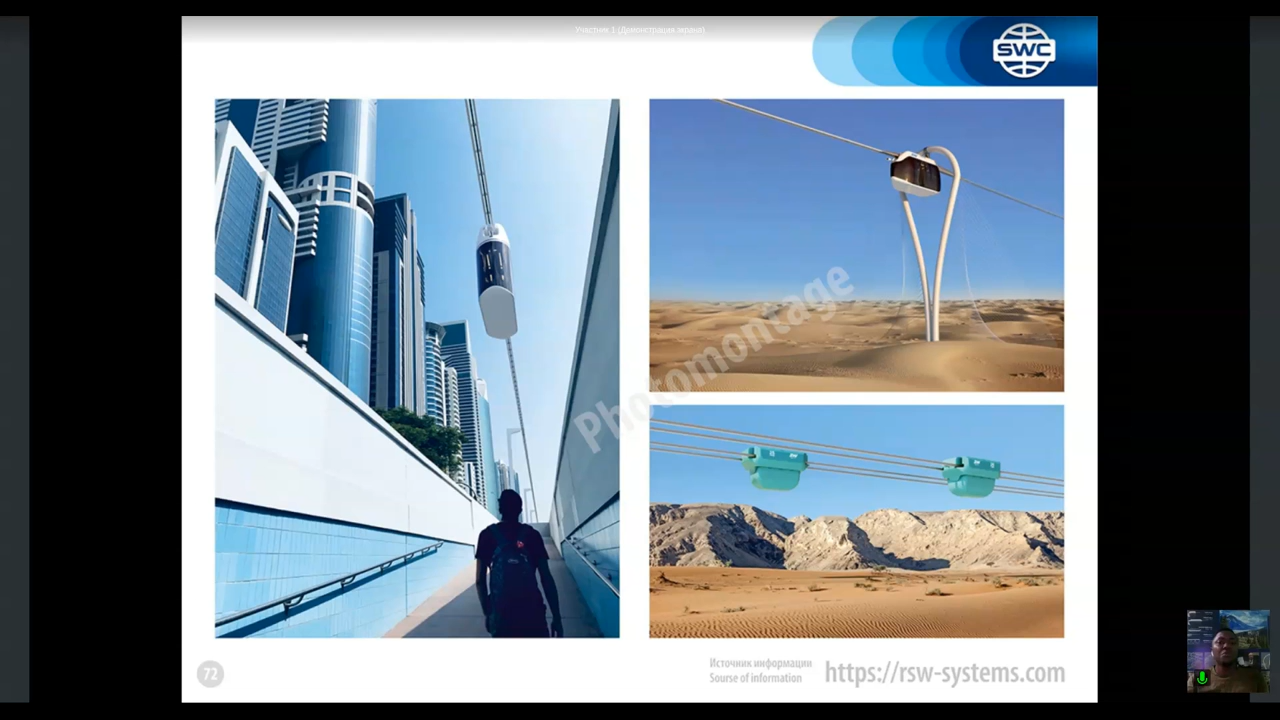 Участник 1 (Демонстрация экрана)
SWC
Photomontage
72
Источник информации
Sourse of information
https://rsw-systems.com